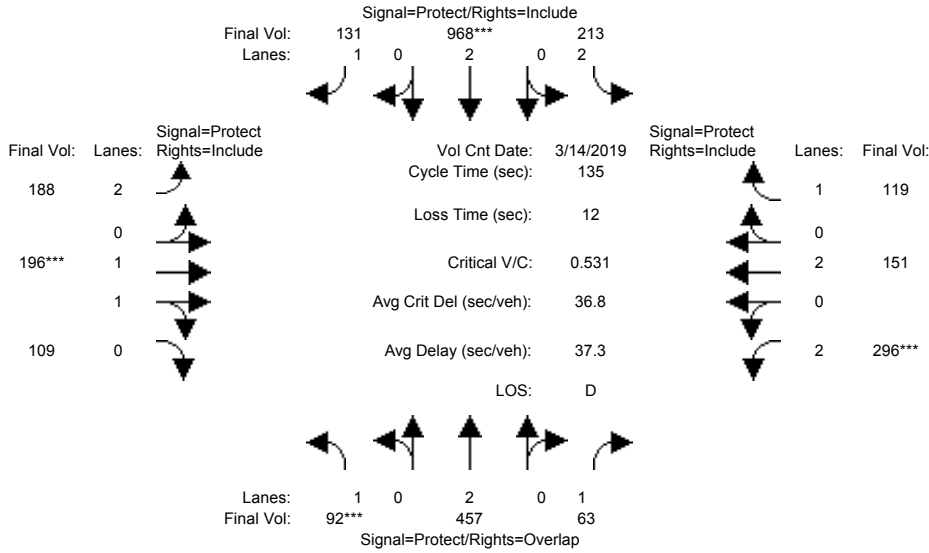 Signal=Protect/Rights=Include
Final Vol: 131 968*** 213
Lanes: 1 0 2 0 2
Signal=Protect
Final Vol: Lanes: Rights=Include
Vol Cnt Date: 3/14/2019
Signal=Protect
Rights=Include Lanes: Final Vol:
Cycle Time (sec): 135
188 2
1 119
Loss Time (sec): 12
0
0
196*** 1
Critical V/C: 0.531
2 151
1
Avg Crit Del (sec/veh): 36.8
0
109 0
Avg Delay (sec/veh): 37.3
2 296***
LOS: D
Lanes: 1 0 2 0 1
Final Vol: 92*** 457 63
Signal=Protect/Rights=Overlap